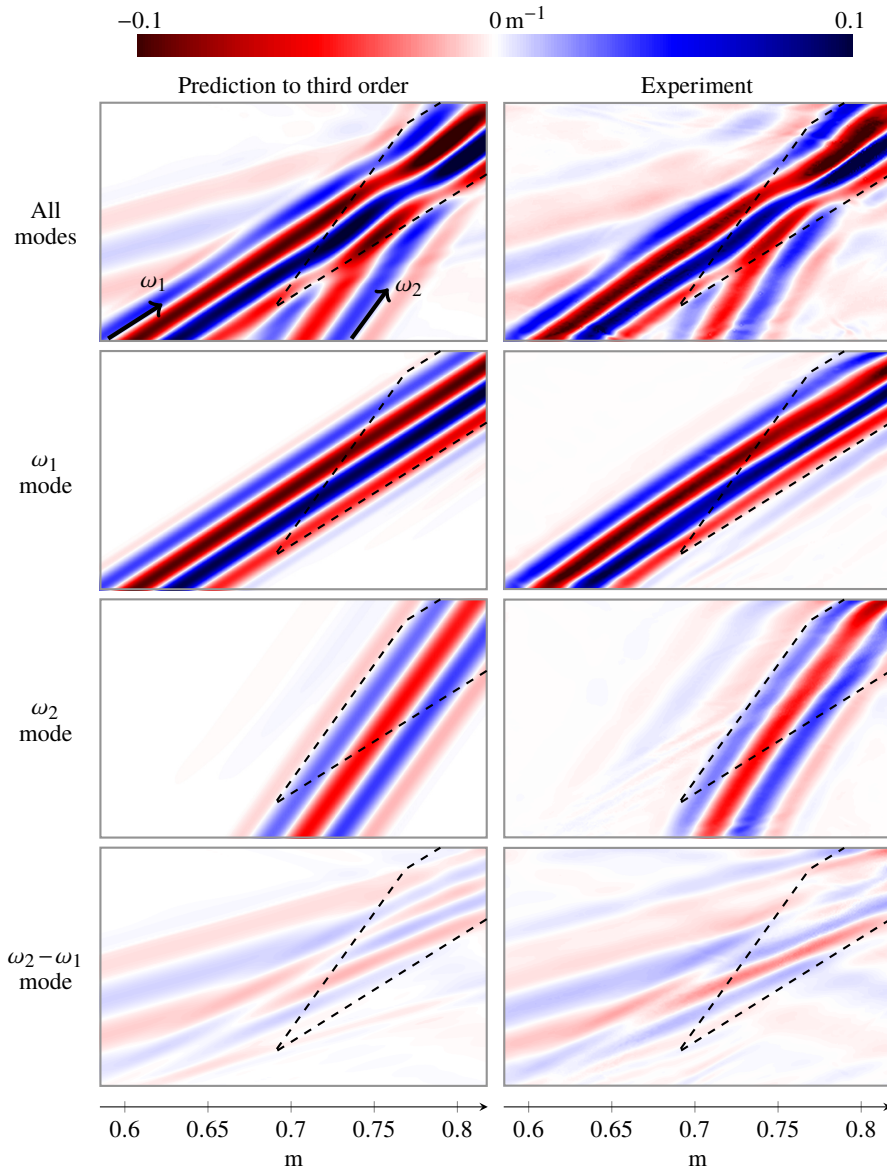 −0.1 0 m⁻¹ 0.1
Prediction to third order Experiment
All
modes
ω₁
ω₂
ω₁
mode
ω₂
mode
ω₂−ω₁
mode
0.6 0.65 0.7 0.75 0.8 0.6 0.65 0.7 0.75 0.8
m m